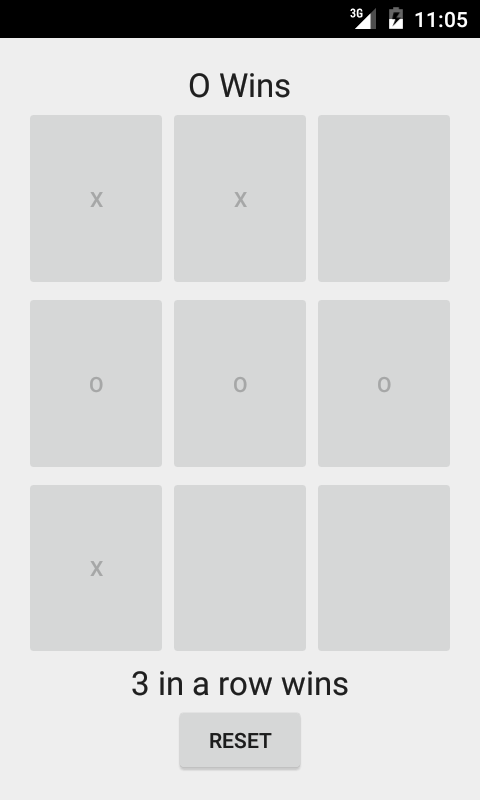 3G 11:05
O Wins
X X
O O O
X
3 in a row wins
RESET